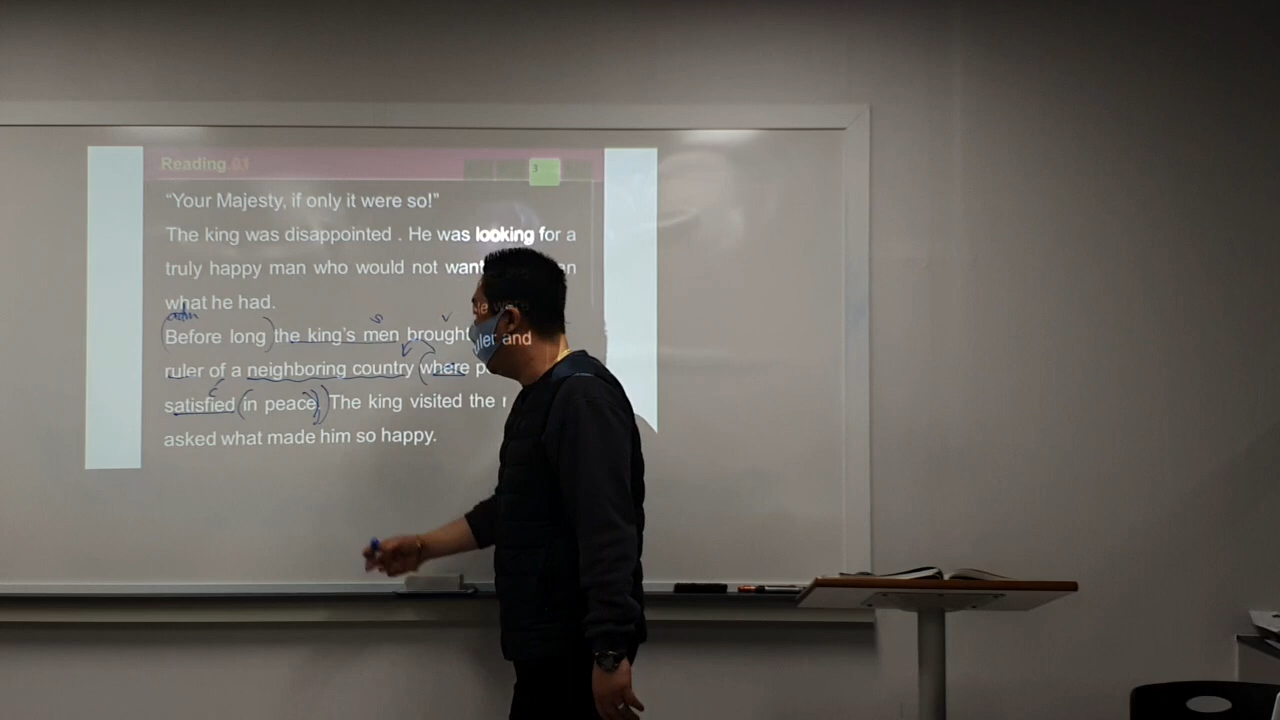 Reading 01
3
"Your Majesty, if only it were so!"
The king was disappointed . He was looking for a
truly happy man who would not want
what he had.
adv s v
(Before long) the king's men brought
ruler of a neighboring country (where
satisfied (in peace)) The king visited the
asked what made him so happy.